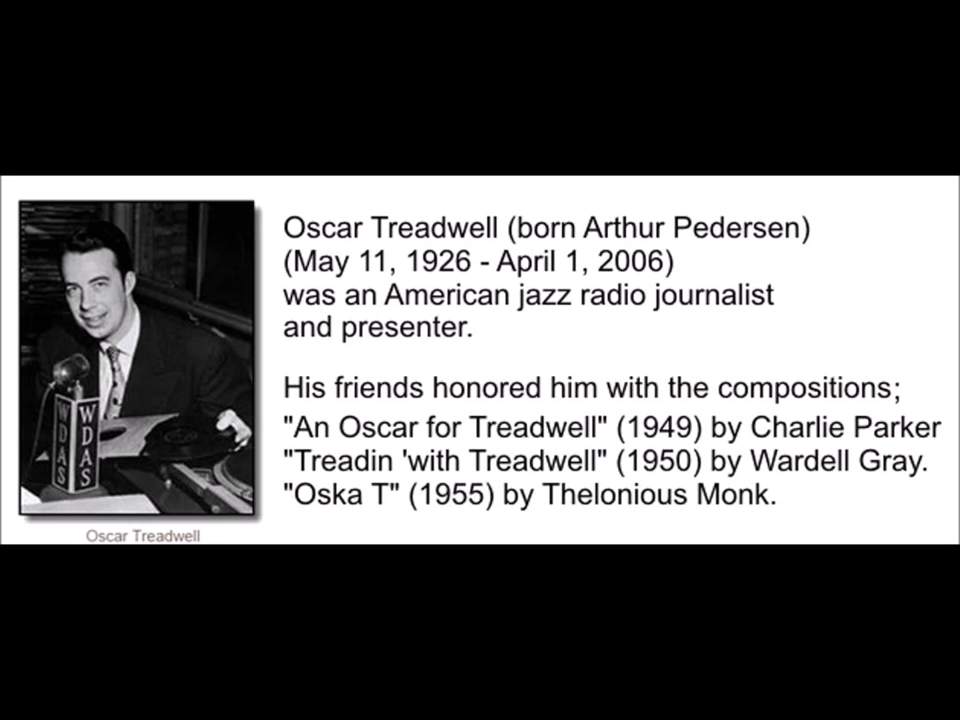 Oscar Treadwell (born Arthur Pedersen)
(May 11, 1926 - April 1, 2006)
was an American jazz radio journalist
and presenter.
His friends honored him with the compositions;
"An Oscar for Treadwell" (1949) by Charlie Parker
"Treadin 'with Treadwell" (1950) by Wardell Gray.
"Oska T" (1955) by Thelonious Monk.
WDAS
WDAS
Oscar Treadwell